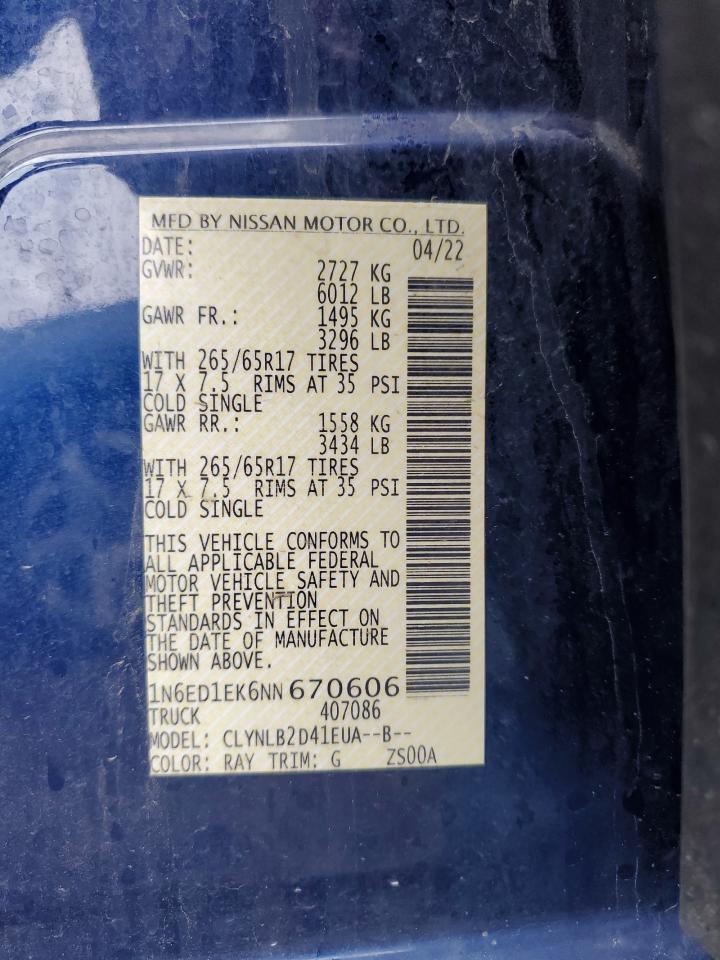 MFD BY NISSAN MOTOR CO., LTD.
DATE: 04/22
GVWR: 2727 KG
6012 LB
GAWR FR.: 1495 KG
3296 LB
WITH 265/65R17 TIRES
17 X 7.5 RIMS AT 35 PSI
COLD SINGLE
GAWR RR.: 1558 KG
3434 LB
WITH 265/65R17 TIRES
17 X 7.5 RIMS AT 35 PSI
COLD SINGLE
THIS VEHICLE CONFORMS TO
ALL APPLICABLE FEDERAL
MOTOR VEHICLE SAFETY AND
THEFT PREVENTION
STANDARDS IN EFFECT ON
THE DATE OF MANUFACTURE
SHOWN ABOVE.
1N6ED1EK6NN670606
TRUCK 407086
MODEL: CLYNLB2D41EUA--B--
COLOR: RAY TRIM: G ZS00A